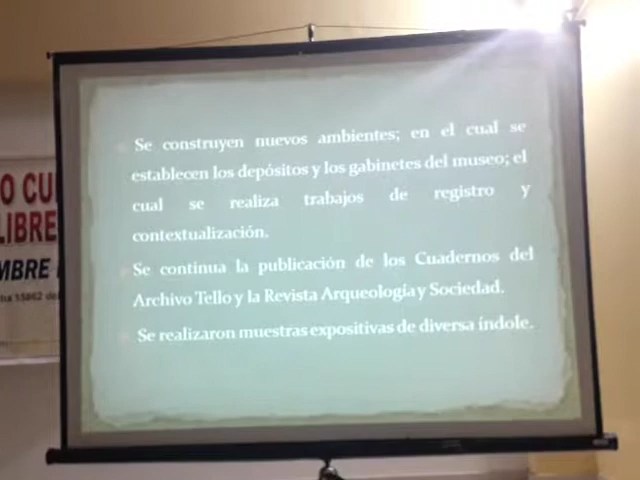 Se construyen nuevos ambientes; en el cual se
establecen los depósitos y los gabinetes del museo; el
cual se realiza trabajos de registro y
contextualización.
Se continua la publicación de los Cuadernos del
Archivo Tello y la Revista Arqueología y Sociedad.
Se realizaron muestras expositivas de diversa índole.
O CU
LIBRE
MBRE